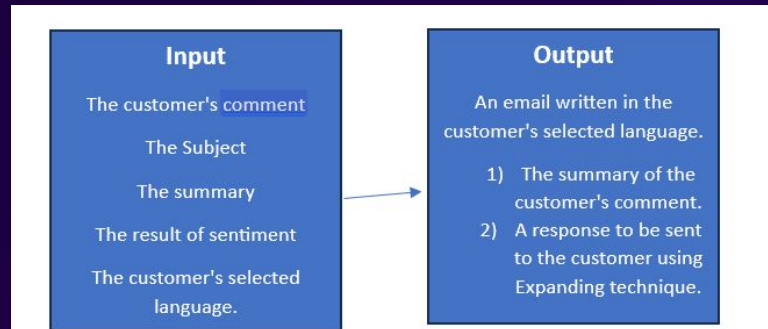 Input
The customer's comment
The Subject
The summary
The result of sentiment
The customer's selected
language.
Output
An email written in the
customer's selected language.
1) The summary of the
customer's comment.
2) A response to be sent
to the customer using
Expanding technique.